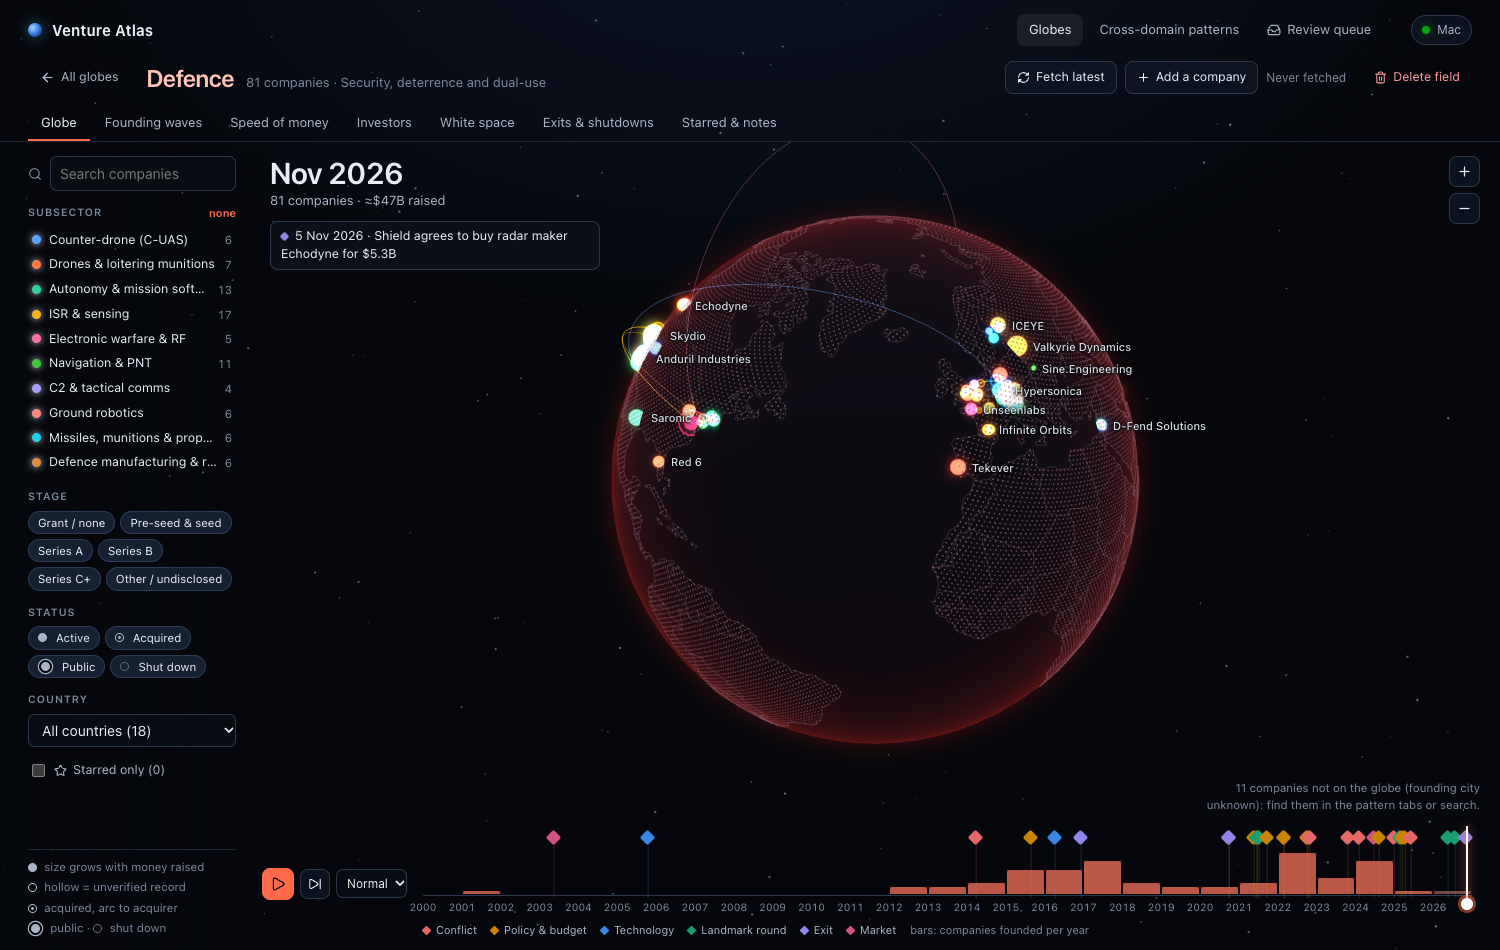 Venture Atlas
Globes
Cross-domain patterns
Review queue
Mac
All globes
Defence
81 companies · Security, deterrence and dual-use
Fetch latest
Add a company
Never fetched
Delete field
Globe
Founding waves
Speed of money
Investors
White space
Exits & shutdowns
Starred & notes
Search companies
SUBSECTOR
none
Counter-drone (C-UAS) 6
Drones & loitering munitions 7
Autonomy & mission soft... 13
ISR & sensing 17
Electronic warfare & RF 5
Navigation & PNT 11
C2 & tactical comms 4
Ground robotics 6
Missiles, munitions & prop... 6
Defence manufacturing & r... 6
STAGE
Grant / none
Pre-seed & seed
Series A
Series B
Series C+
Other / undisclosed
STATUS
Active
Acquired
Public
Shut down
COUNTRY
All countries (18)
Starred only (0)
size grows with money raised
hollow = unverified record
acquired, arc to acquirer
public · shut down
Nov 2026
81 companies · ≈$47B raised
5 Nov 2026 · Shield agrees to buy radar maker
Echodyne for $5.3B
+
−
Echodyne
Skydio
Anduril Industries
Saronic
Red 6
ICEYE
Valkyrie Dynamics
Sine.Engineering
Hypersonica
Unseenlabs
Infinite Orbits
D-Fend Solutions
Tekever
11 companies not on the globe (founding city
unknown): find them in the pattern tabs or search.
Normal
2000 2001 2002 2003 2004 2005 2006 2007 2008 2009 2010 2011 2012 2013 2014 2015 2016 2017 2018 2019 2020 2021 2022 2023 2024 2025 2026
Conflict
Policy & budget
Technology
Landmark round
Exit
Market
bars: companies founded per year